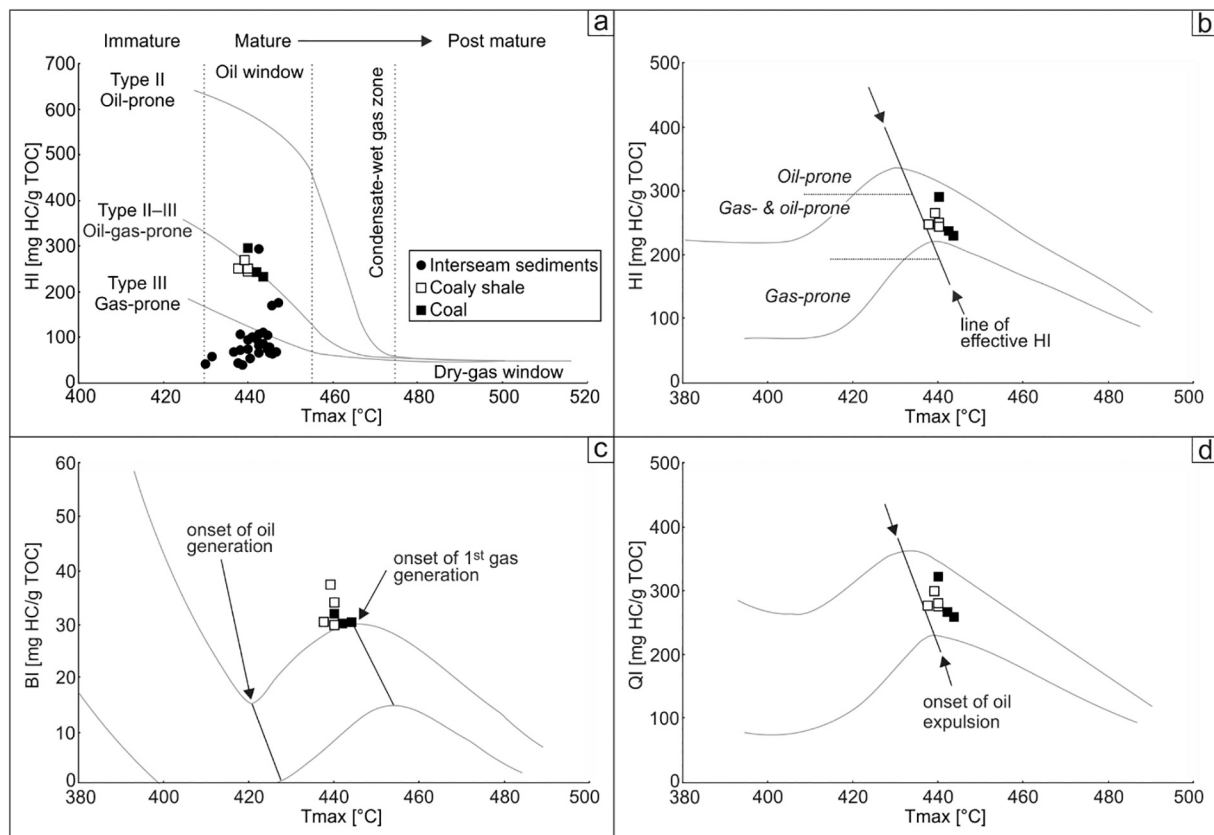 a
Immature Mature Post mature
700
600
500
400
300
200
100
0
HI [mg HC/g TOC]
Type II
Oil-prone
Oil window
Condensate-wet gas zone
Type II–III
Oil-gas-prone
Type III
Gas-prone
Interseam sediments
Coaly shale
Coal
Dry-gas window
400 420 440 460 480 500 520
Tmax [°C]
b
500
400
300
200
100
0
HI [mg HC/g TOC]
Oil-prone
Gas- & oil-prone
Gas-prone
line of
effective HI
380 400 420 440 460 480 500
Tmax [°C]
c
60
50
40
30
20
10
0
BI [mg HC/g TOC]
onset of oil
generation
onset of 1st gas
generation
380 400 420 440 460 480 500
Tmax [°C]
d
500
400
300
200
100
0
QI [mg HC/g TOC]
onset of oil
expulsion
380 400 420 440 460 480 500
Tmax [°C]